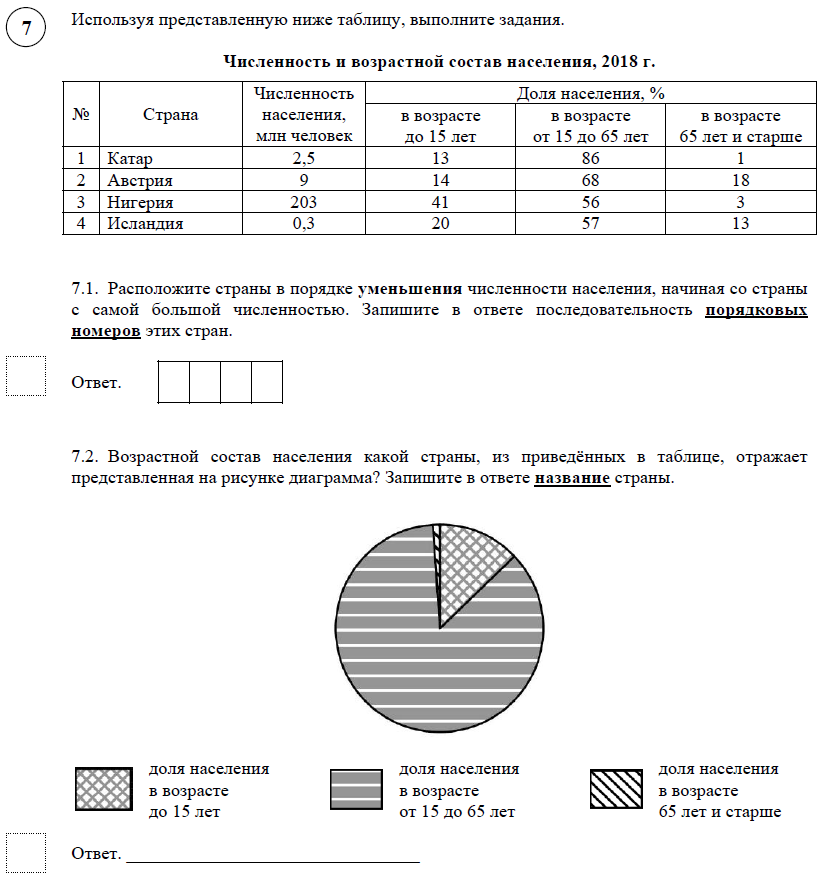 7
Используя представленную ниже таблицу, выполните задания.
Численность и возрастной состав населения, 2018 г.
№ Страна Численность населения, млн человек Доля населения, %
в возрасте до 15 лет в возрасте от 15 до 65 лет в возрасте 65 лет и старше
1 Катар 2,5 13 86 1
2 Австрия 9 14 68 18
3 Нигерия 203 41 56 3
4 Исландия 0,3 20 57 13
7.1. Расположите страны в порядке уменьшения численности населения, начиная со страны
с самой большой численностью. Запишите в ответе последовательность порядковых
номеров этих стран.
Ответ.
7.2. Возрастной состав населения какой страны, из приведённых в таблице, отражает
представленная на рисунке диаграмма? Запишите в ответе название страны.
доля населения
в возрасте
до 15 лет
доля населения
в возрасте
от 15 до 65 лет
доля населения
в возрасте
65 лет и старше
Ответ.